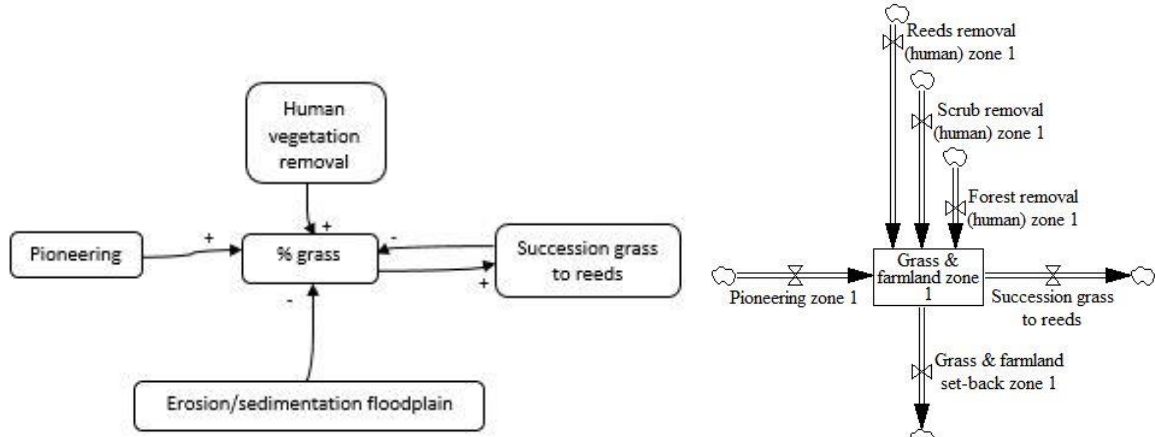 Human
vegetation
removal
+
Pioneering
+
% grass
-
Succession grass
to reeds
+
-
Erosion/sedimentation floodplain
Reeds removal
(human) zone 1
Scrub removal
(human) zone 1
Forest removal
(human) zone 1
Grass &
farmland zone
1
Pioneering zone 1
Succession grass
to reeds
Grass & farmland
set-back zone 1